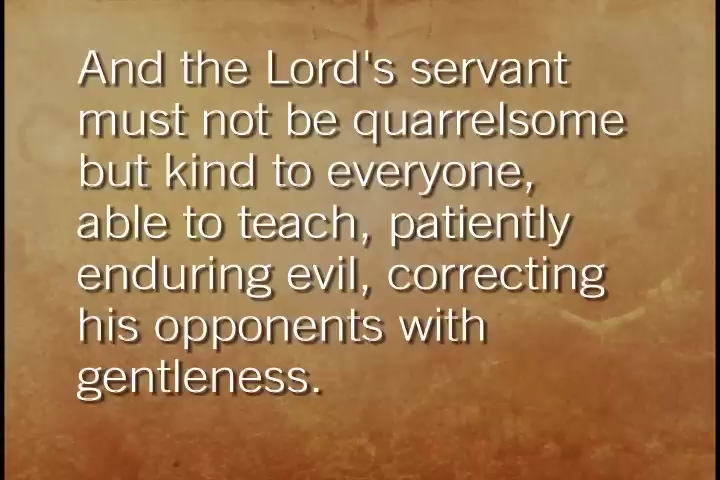 And the Lord's servant
must not be quarrelsome
but kind to everyone,
able to teach, patiently
enduring evil, correcting
his opponents with
gentleness.